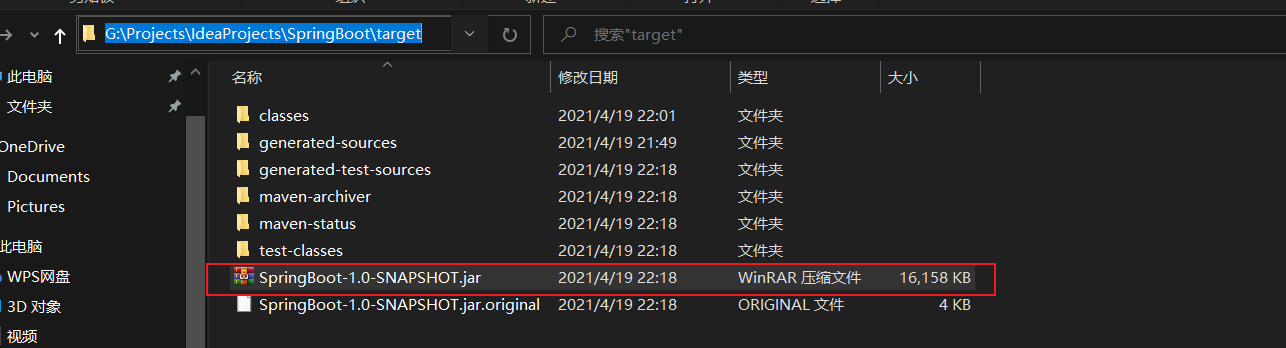 G:\Projects\IdeaProjects\SpringBoot\target
搜索"target"
此电脑
文件夹
OneDrive
Documents
Pictures
此电脑
WPS网盘
3D 对象
视频
名称 修改日期 类型 大小
classes 2021/4/19 22:01 文件夹
generated-sources 2021/4/19 21:49 文件夹
generated-test-sources 2021/4/19 22:18 文件夹
maven-archiver 2021/4/19 22:18 文件夹
maven-status 2021/4/19 22:18 文件夹
test-classes 2021/4/19 22:18 文件夹
SpringBoot-1.0-SNAPSHOT.jar 2021/4/19 22:18 WinRAR 压缩文件 16,158 KB
SpringBoot-1.0-SNAPSHOT.jar.original 2021/4/19 22:18 ORIGINAL 文件 4 KB